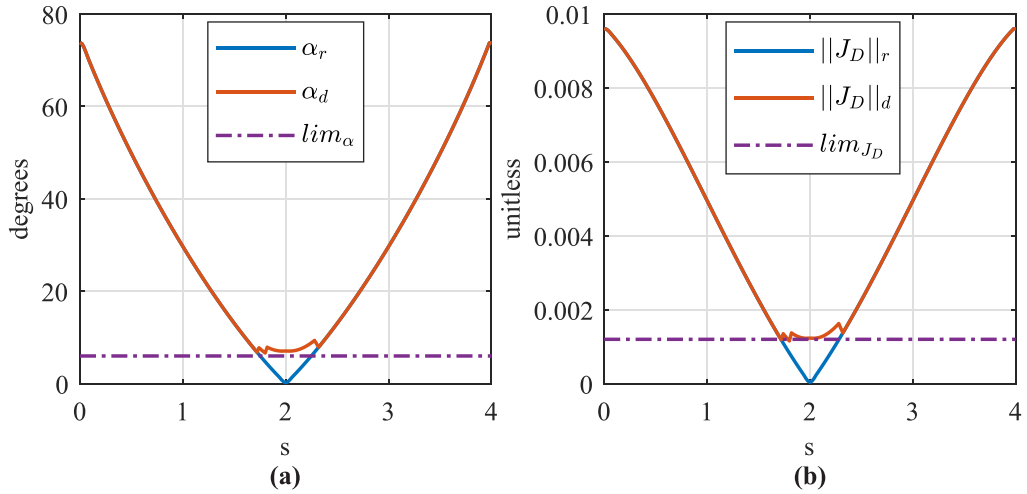 80
60
40
20
0
degrees
α_r
α_d
lim_α
0 1 2 3 4
s
(a)
0.01
0.008
0.006
0.004
0.002
0
unitless
||J_D||_r
||J_D||_d
lim_{J_D}
0 1 2 3 4
s
(b)